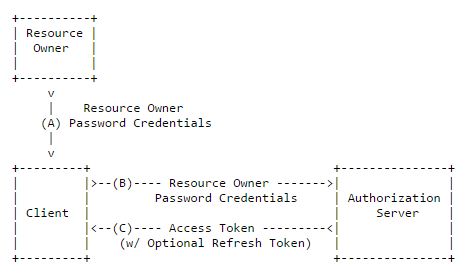 +----------+
| Resource |
|  Owner   |
|          |
+----------+
     v
     |    Resource Owner
    (A) Password Credentials
     |
     v
+---------+                                  +---------------+
|         |>--(B)---- Resource Owner ------->|               |
|         |         Password Credentials     | Authorization |
| Client  |                                  |     Server    |
|         |<--(C)---- Access Token ---------<|               |
|         |    (w/ Optional Refresh Token)   |               |
+---------+                                  +---------------+